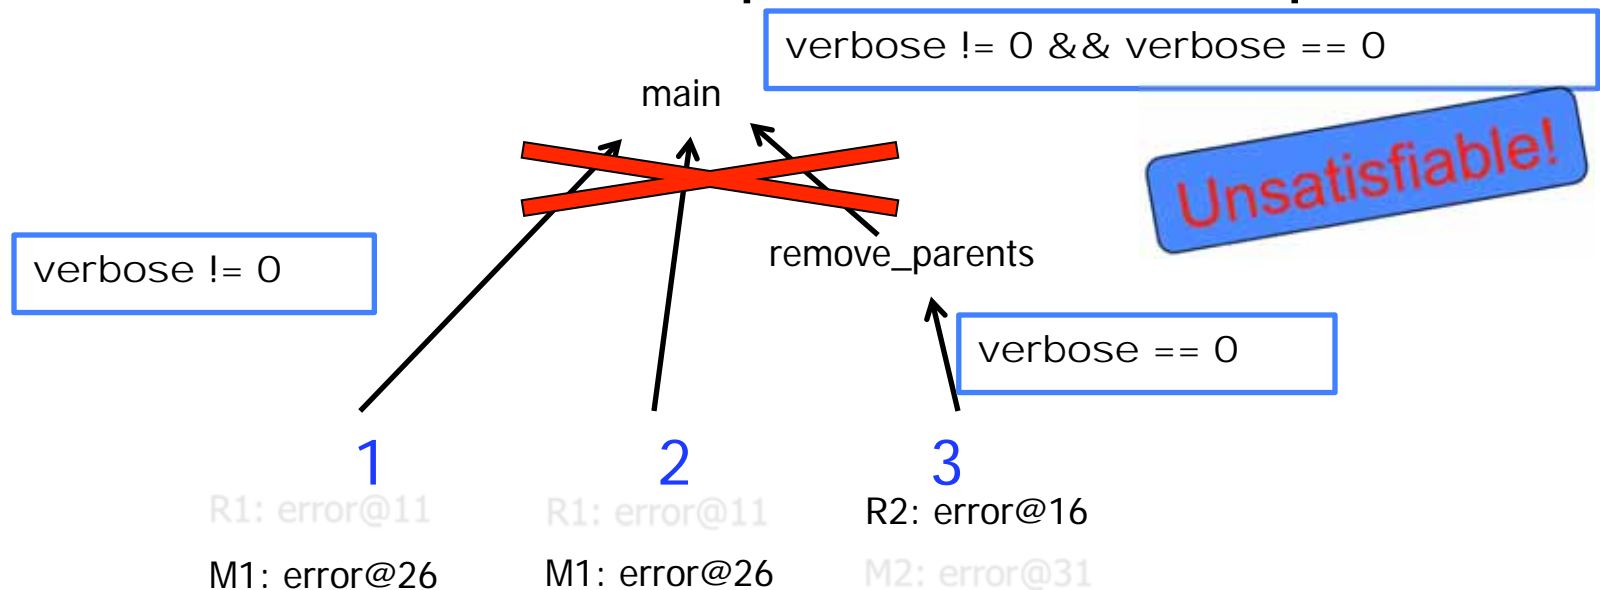 verbose != 0 && verbose == 0
main
Unsatisfiable!
verbose != 0
remove_parents
verbose == 0
1 2 3
R1: error@11 R1: error@11 R2: error@16
M1: error@26 M1: error@26 M2: error@31